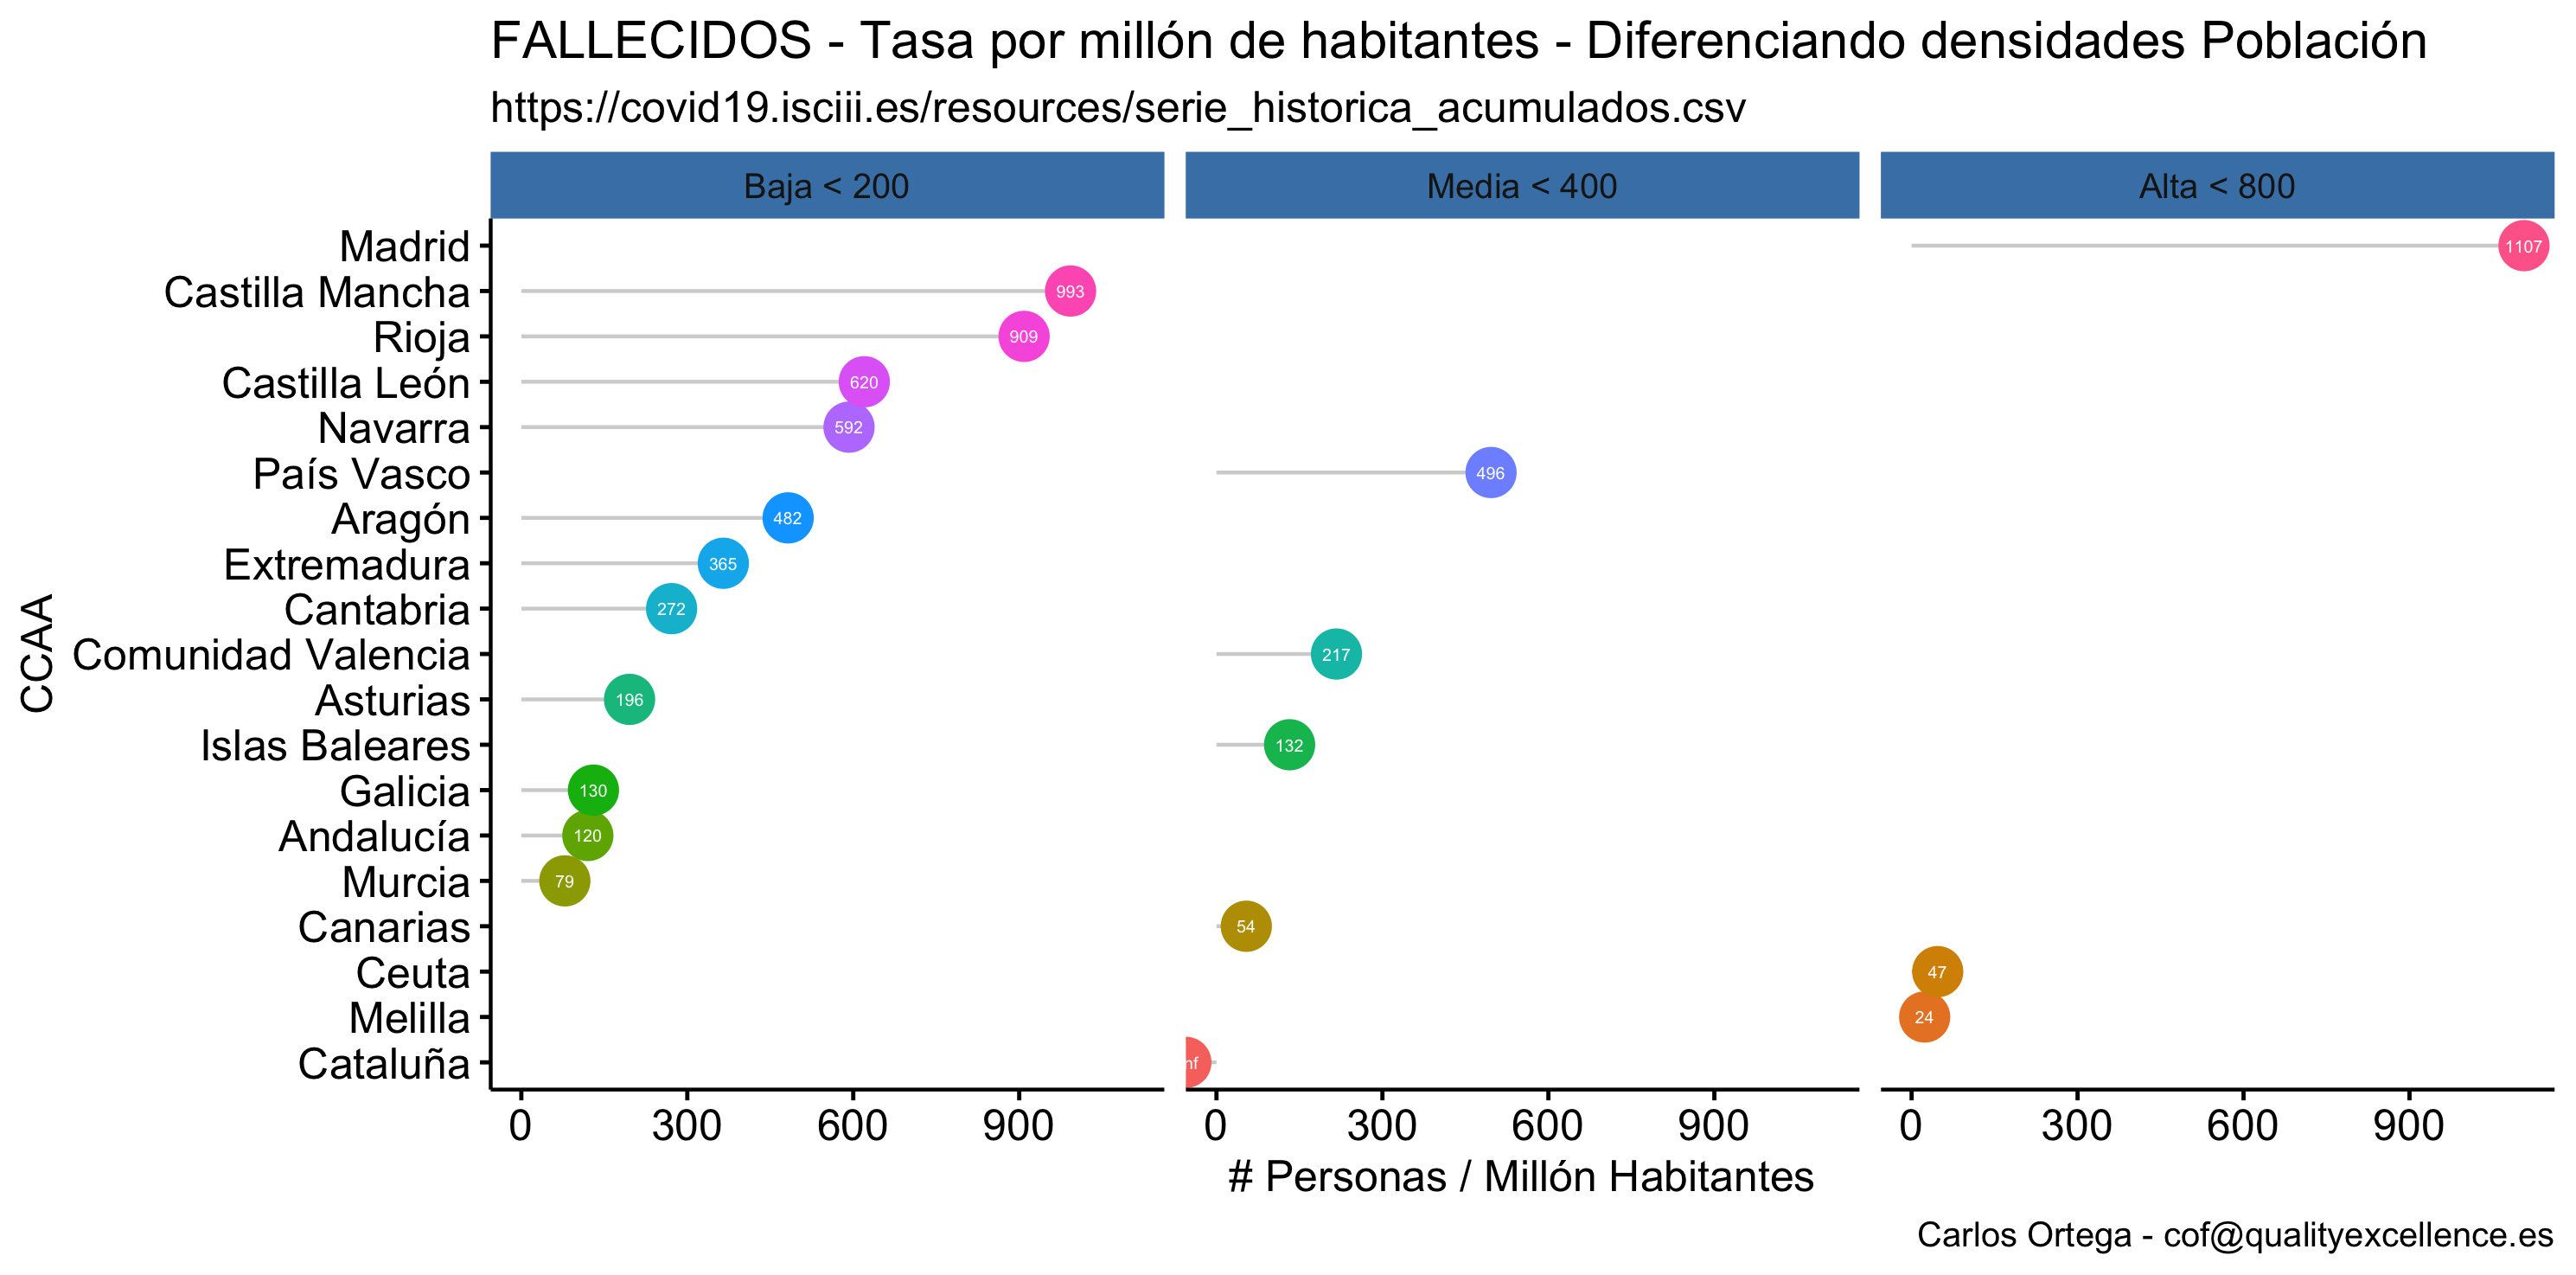 FALLECIDOS - Tasa por millón de habitantes - Diferenciando densidades Población
https://covid19.isciii.es/resources/serie_historica_acumulados.csv
Baja < 200
Media < 400
Alta < 800
CCAA
Madrid
1107
Castilla Mancha
993
Rioja
909
Castilla León
620
Navarra
592
País Vasco
496
Aragón
482
Extremadura
365
Cantabria
272
Comunidad Valencia
217
Asturias
196
Islas Baleares
132
Galicia
130
Andalucía
120
Murcia
79
Canarias
54
Ceuta
47
Melilla
24
Cataluña
nf
0 300 600 900
0 300 600 900
0 300 600 900
# Personas / Millón Habitantes
Carlos Ortega - cof@qualityexcellence.es